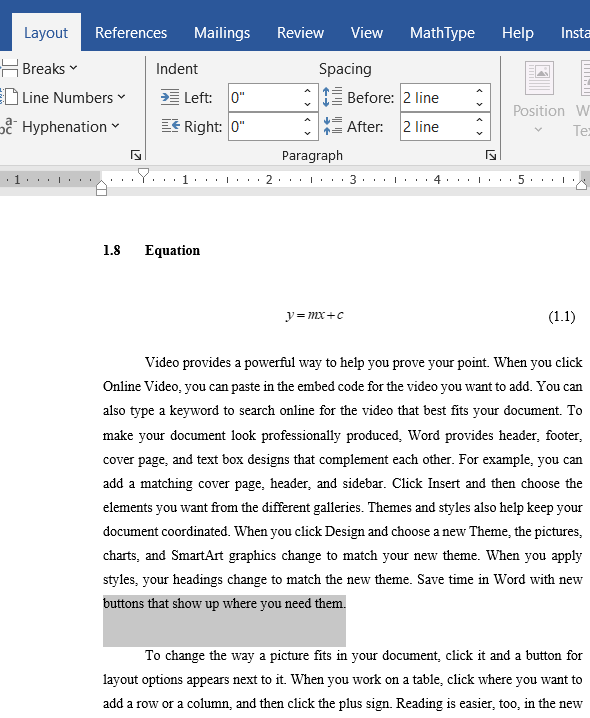 Layout References Mailings Review View MathType Help Insta
Breaks Indent Spacing
Line Numbers Left: 0" Before: 2 line Position W
Hyphenation Right: 0" After: 2 line Tex
Paragraph
1 1 2 3 4 5
1.8 Equation
y = mx + c (1.1)
Video provides a powerful way to help you prove your point. When you click
Online Video, you can paste in the embed code for the video you want to add. You can
also type a keyword to search online for the video that best fits your document. To
make your document look professionally produced, Word provides header, footer,
cover page, and text box designs that complement each other. For example, you can
add a matching cover page, header, and sidebar. Click Insert and then choose the
elements you want from the different galleries. Themes and styles also help keep your
document coordinated. When you click Design and choose a new Theme, the pictures,
charts, and SmartArt graphics change to match your new theme. When you apply
styles, your headings change to match the new theme. Save time in Word with new
buttons that show up where you need them.
To change the way a picture fits in your document, click it and a button for
layout options appears next to it. When you work on a table, click where you want to
add a row or a column, and then click the plus sign. Reading is easier, too, in the new